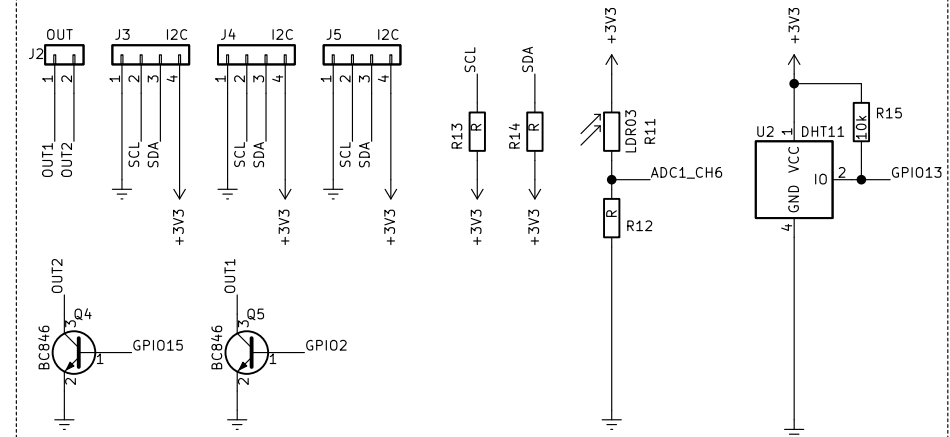 OUT
J2
1
2
OUT1
OUT2
J3
I2C
1
2
3
4
SCL
SDA
+3V3
J4
I2C
1
2
3
4
SCL
SDA
+3V3
J5
I2C
1
2
3
4
SCL
SDA
+3V3
SCL
R13
R
+3V3
SDA
R14
R
+3V3
+3V3
LDR03
R11
ADC1_CH6
R
R12
+3V3
R15
10k
U2
DHT11
1
VCC
IO
2
GPIO13
GND
4
OUT2
Q4
3
BC846
GPIO15
1
2
OUT1
Q5
3
BC846
GPIO2
1
2